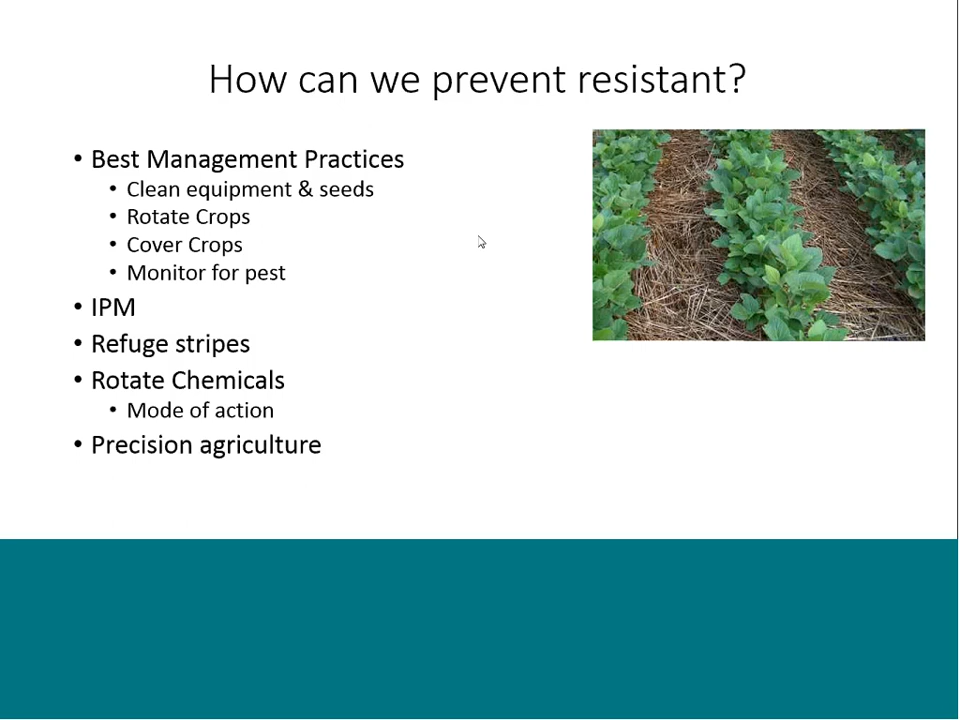 How can we prevent resistant?
• Best Management Practices
• Clean equipment & seeds
• Rotate Crops
• Cover Crops
• Monitor for pest
• IPM
• Refuge stripes
• Rotate Chemicals
• Mode of action
• Precision agriculture